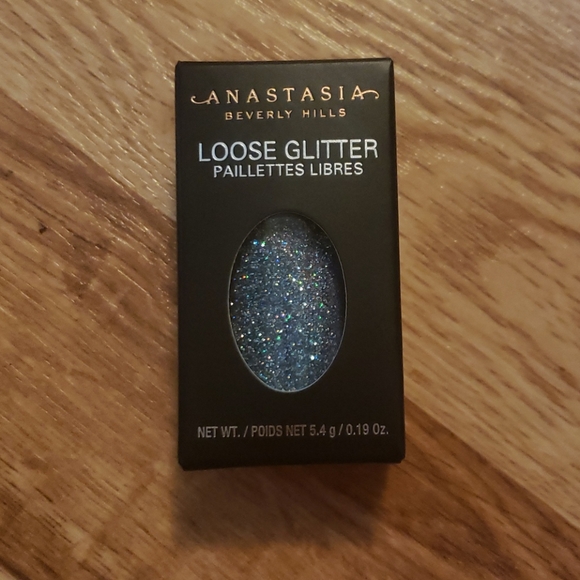 ANASTASIA
BEVERLY HILLS
LOOSE GLITTER
PAILLETTES LIBRES
NET WT. / POIDS NET 5.4 g / 0.19 Oz.